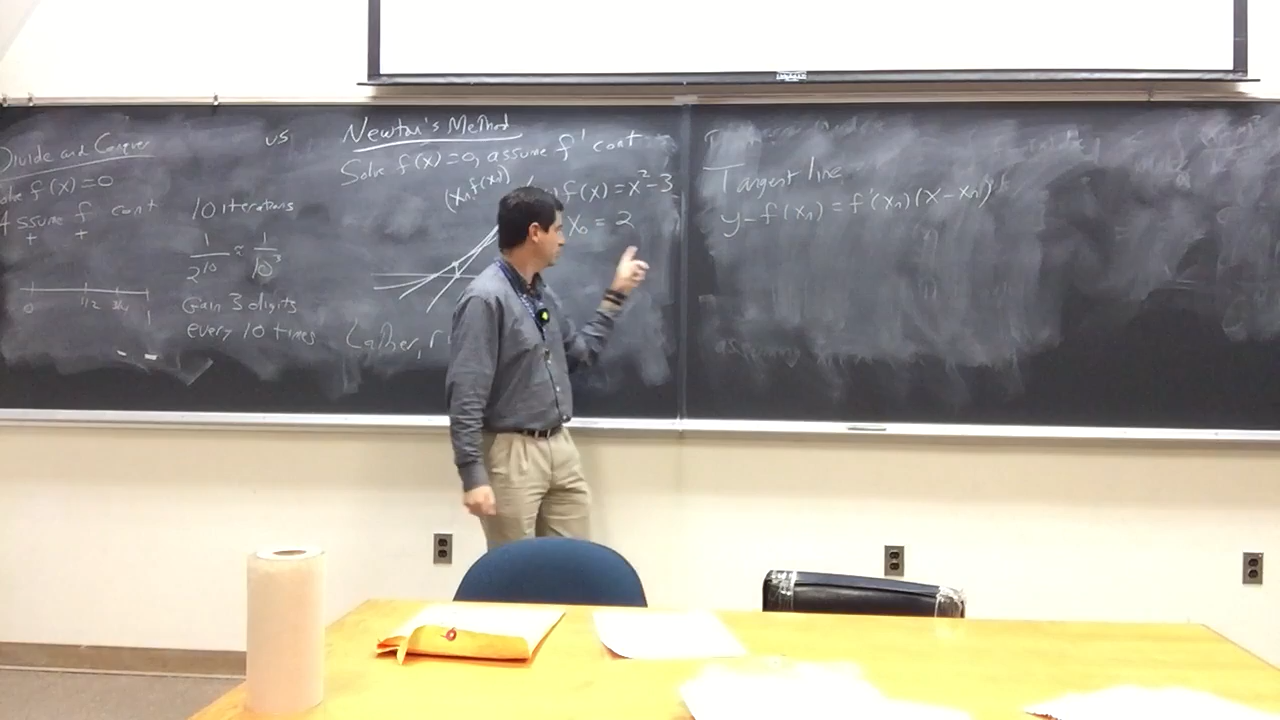 Divide and Conquer
Solve f(x)=0
Assume f cont
+ +
0 1/2 3/4 1
10 iterations
1/2^10 ≈ 1/10^3
Gain 3 digits
every 10 times
vs
Newton's Method
Solve f(x)=0, assume f' cont
(xn, f(xn))
f(x)=x²-3
x₀ = 2
Lather, r
Tangent line
y-f(xn)=f'(xn)(x-xn)